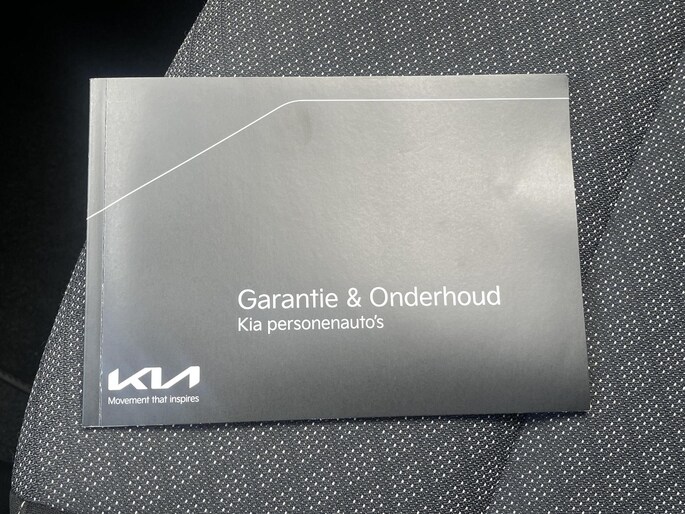 Garantie & Onderhoud
Kia personenauto's
KIA
Movement that inspires